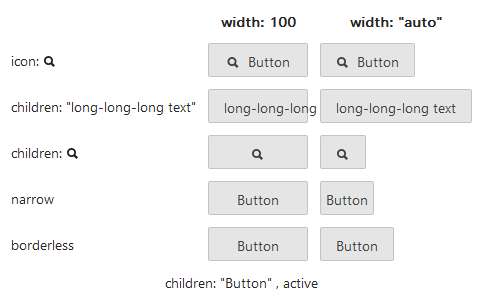 width: 100 width: "auto"
icon: Button Button
children: "long-long-long text" long-long-long long-long-long text
children:
narrow Button Button
borderless Button Button
children: "Button" , active